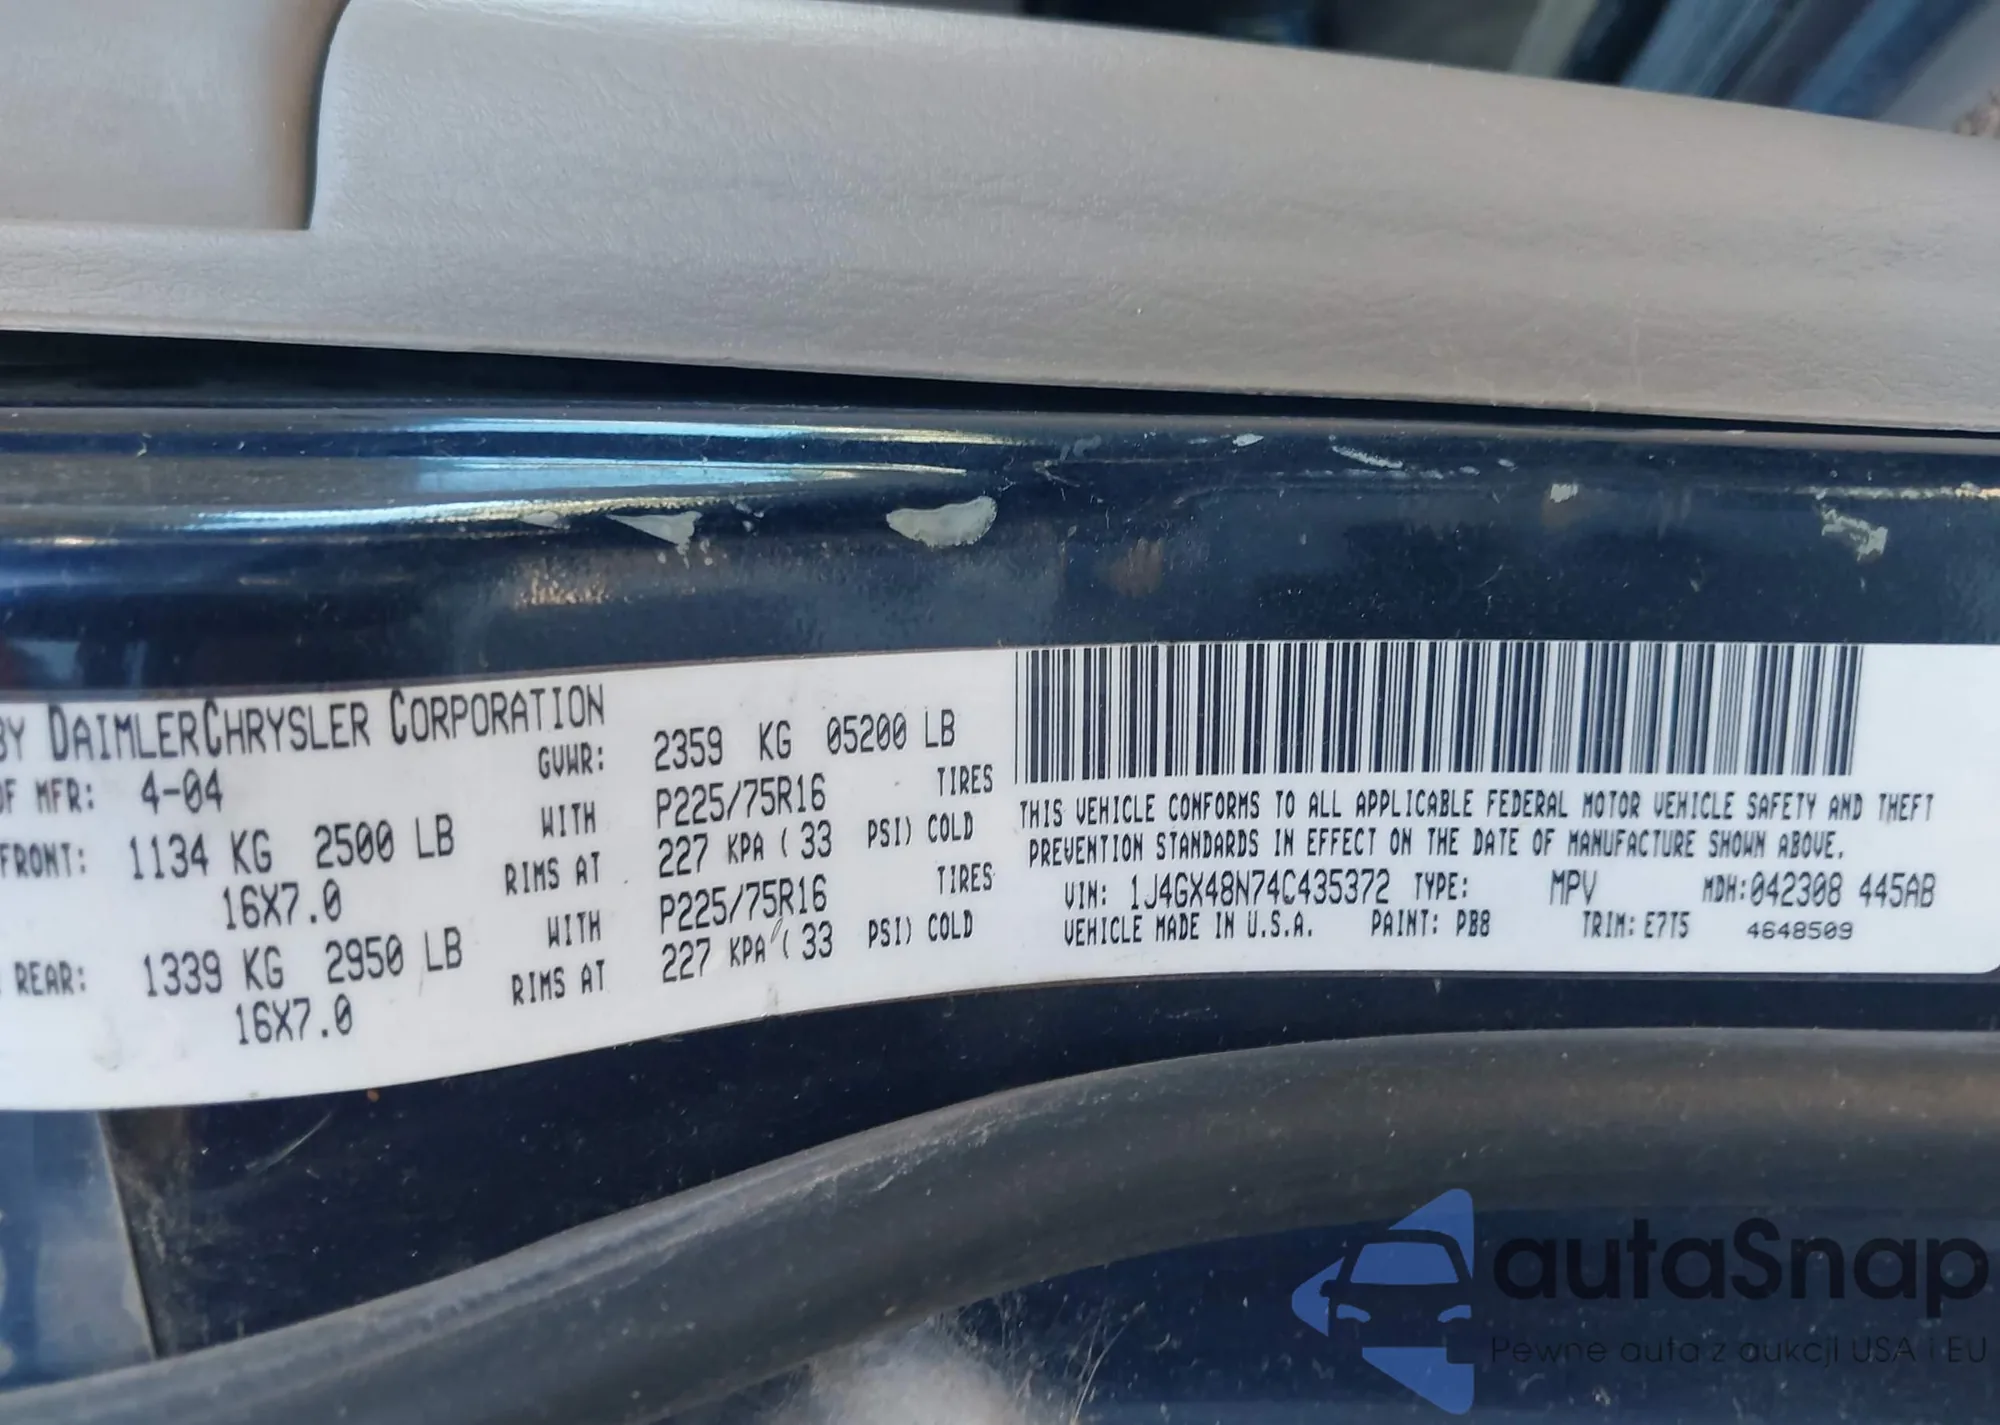 BY DAIMLERCHRYSLER CORPORATION
OF MFR: 4-04 GVWR: 2359 KG 05200 LB
FRONT: 1134 KG 2500 LB WITH P225/75R16 TIRES
16X7.0 RIMS AT 227 KPA ( 33 PSI) COLD
REAR: 1339 KG 2950 LB WITH P225/75R16 TIRES
16X7.0 RIMS AT 227 KPA ( 33 PSI) COLD
THIS VEHICLE CONFORMS TO ALL APPLICABLE FEDERAL MOTOR VEHICLE SAFETY AND THEFT
PREVENTION STANDARDS IN EFFECT ON THE DATE OF MANUFACTURE SHOWN ABOVE.
VIN: 1J4GX48N74C435372 TYPE: MPV MDH:042308 445AB
VEHICLE MADE IN U.S.A. PAINT: PB8 TRIM: E7T5 4648509
autaSnap
Pewne auta z aukcji USA i EU